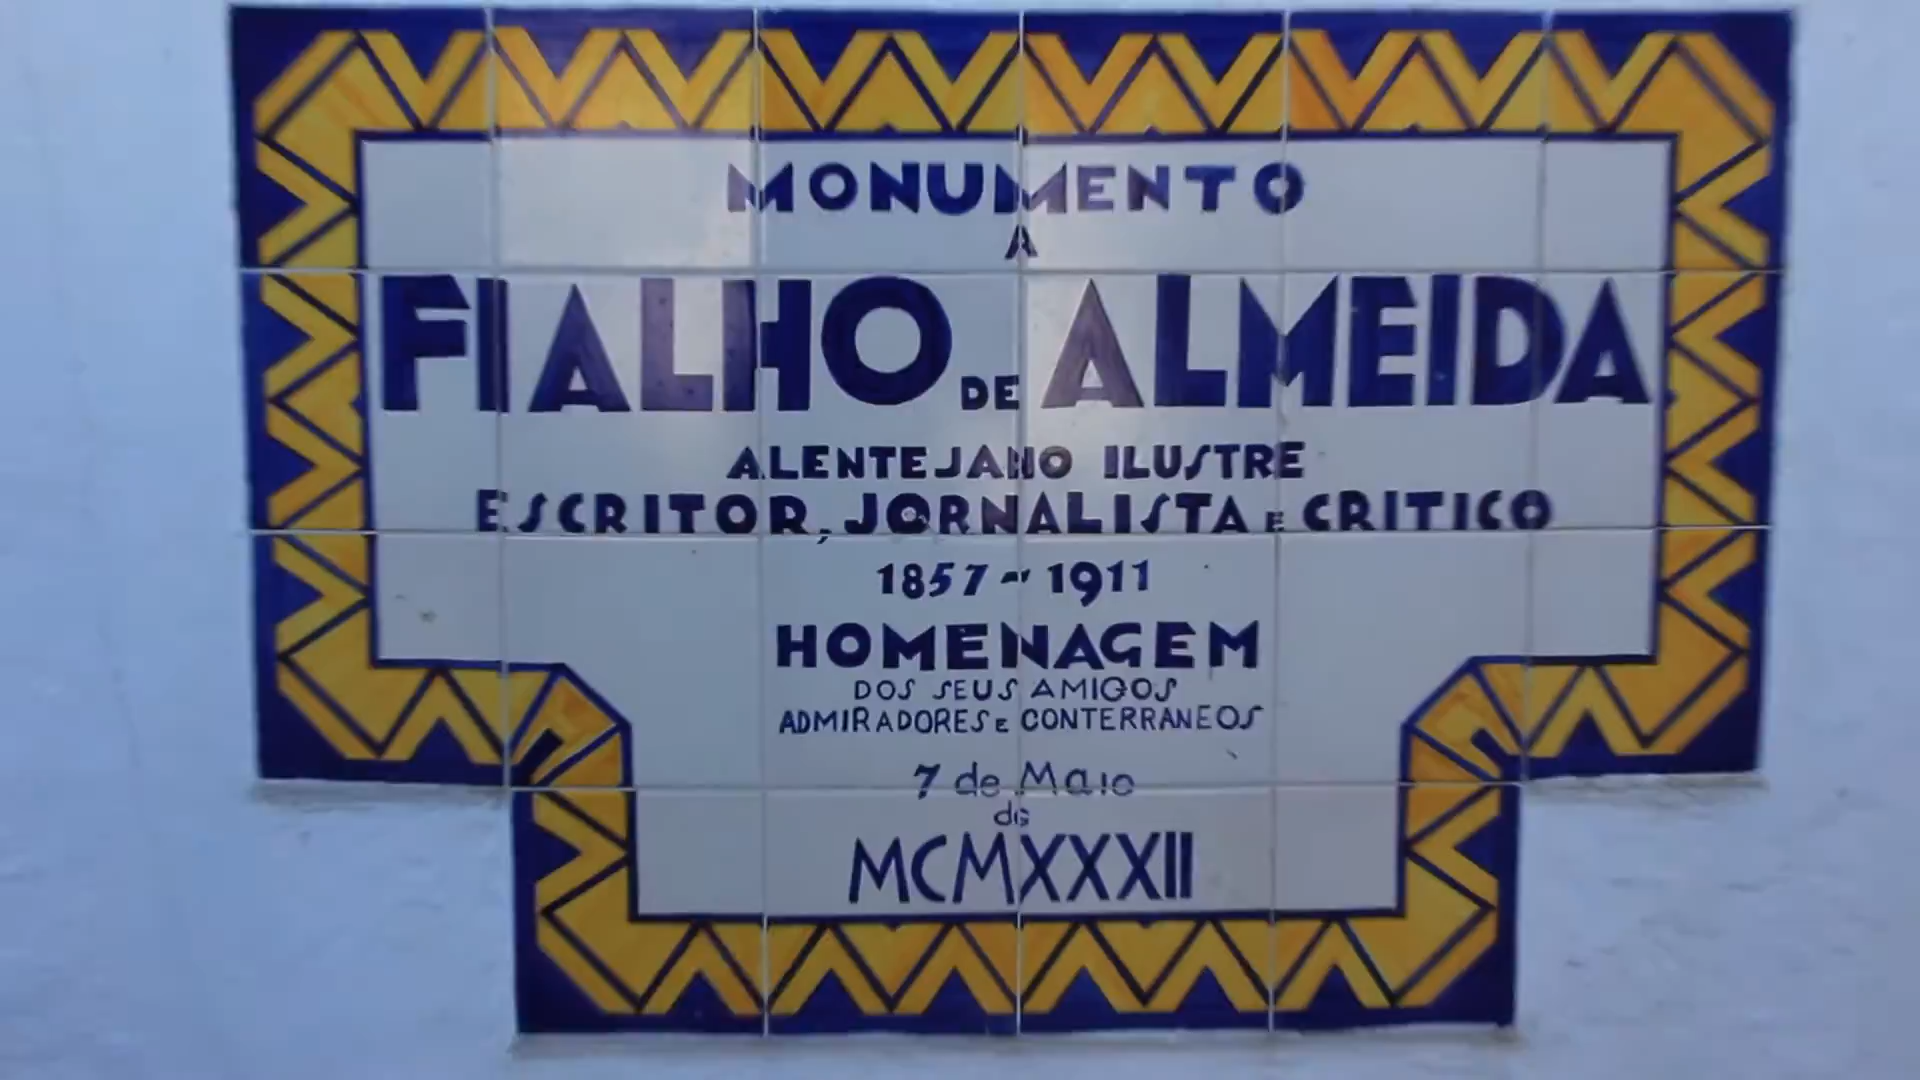 MONUMENTO
A
FIALHO DE ALMEIDA
ALENTEJANO ILUSTRE
ESCRITOR, JORNALISTA E CRITICO
1857 - 1911
HOMENAGEM
DOS SEUS AMIGOS
ADMIRADORES E CONTERRANEOS
7 de Maio
de
MCMXXXII